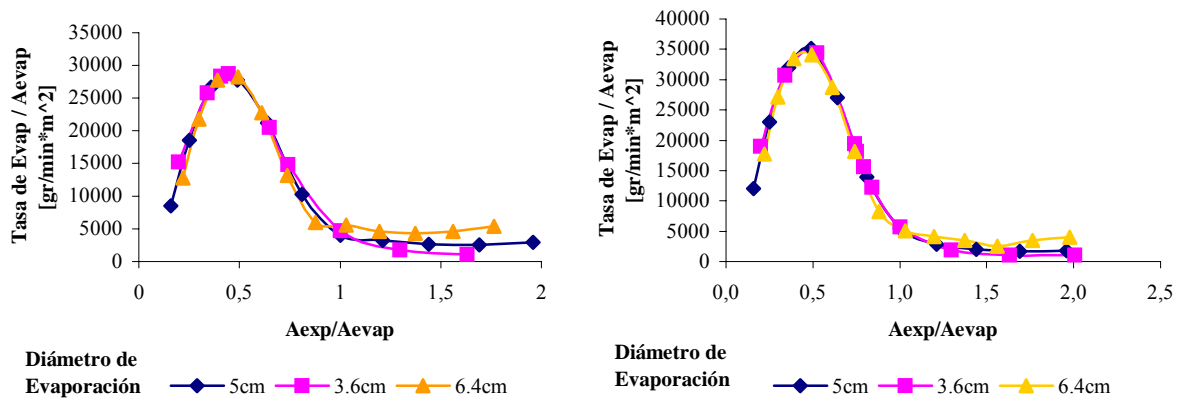 Tasa de Evap / Aevap
[gr/min*m^2]
35000
30000
25000
20000
15000
10000
5000
0
0
0,5
1
1,5
2
Aexp/Aevap
Diámetro de
Evaporación
5cm
3.6cm
6.4cm
Tasa de Evap / Aevap
[gr/min*m^2]
40000
35000
30000
25000
20000
15000
10000
5000
0
0,0
0,5
1,0
1,5
2,0
2,5
Aexp/Aevap
Diámetro de
Evaporación
5cm
3.6cm
6.4cm